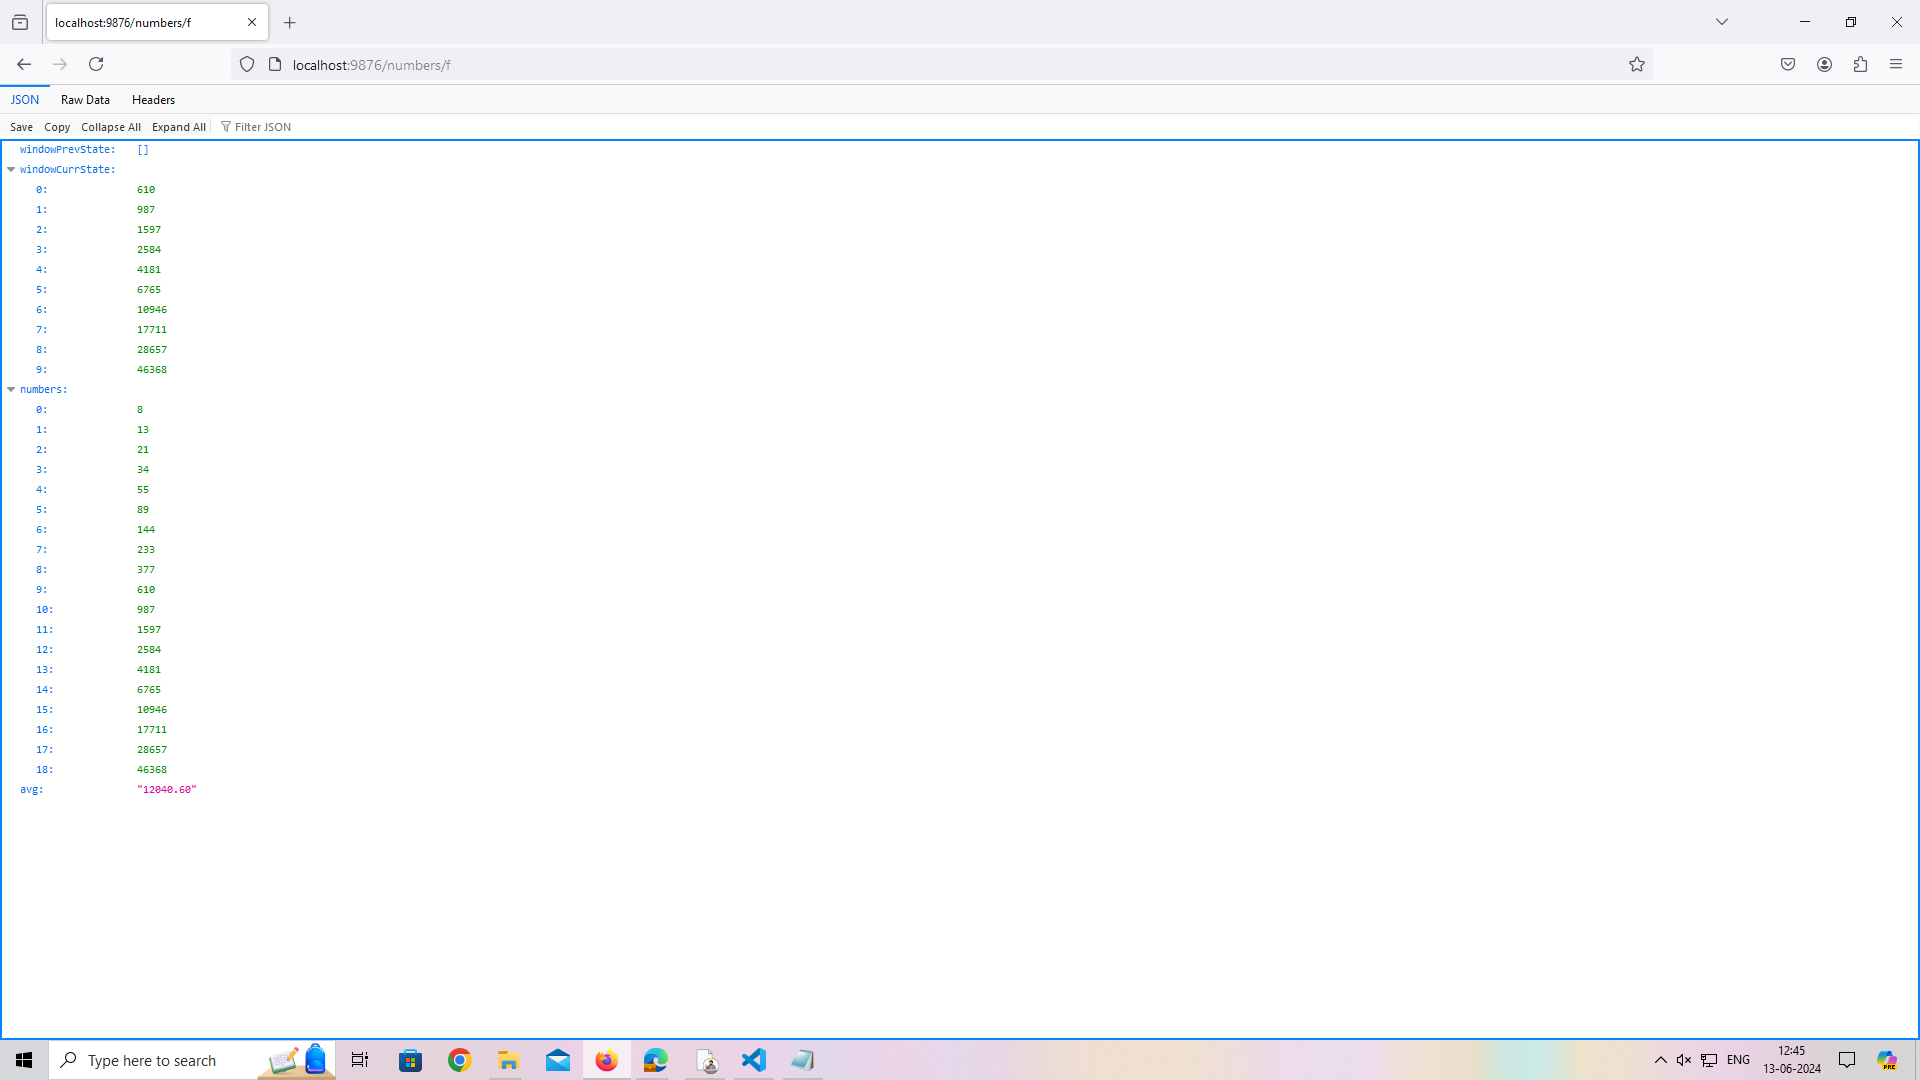 localhost:9876/numbers/f
localhost:9876/numbers/f
JSON Raw Data Headers
Save Copy Collapse All Expand All Filter JSON
windowPrevState: []
windowCurrState:
0: 610
1: 987
2: 1597
3: 2584
4: 4181
5: 6765
6: 10946
7: 17711
8: 28657
9: 46368
numbers:
0: 8
1: 13
2: 21
3: 34
4: 55
5: 89
6: 144
7: 233
8: 377
9: 610
10: 987
11: 1597
12: 2584
13: 4181
14: 6765
15: 10946
16: 17711
17: 28657
18: 46368
avg: "12040.60"
Type here to search
ENG
12:45
13-06-2024
PRE